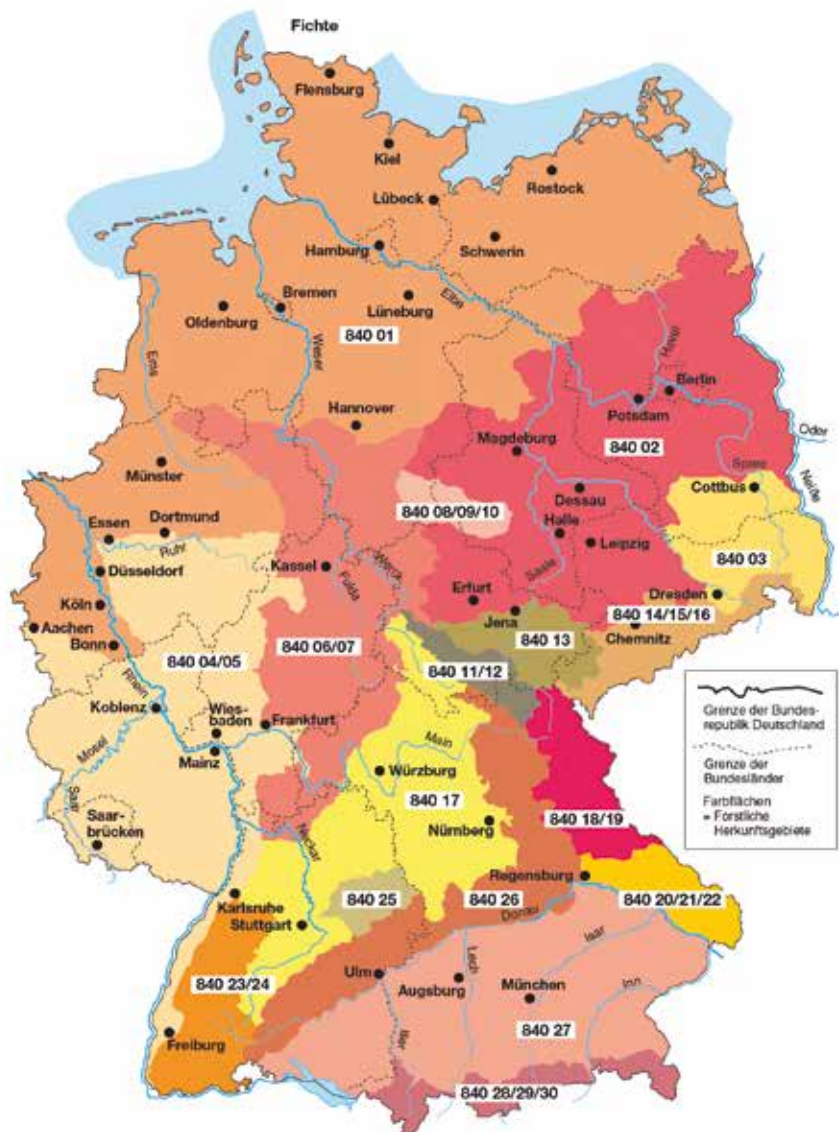 Fichte
Flensburg
Kiel
Rostock
Lübeck
Hamburg
Schwerin
Elbe
Bremen
Lüneburg
Oldenburg
840 01
Ems
Weser
Havel
Berlin
Hannover
Potsdam
Magdeburg
840 02
Oder
Münster
Spree
Neiße
Cottbus
Dessau
840 08/09/10
Essen
Dortmund
Halle
Ruhr
Leipzig
840 03
Düsseldorf
Kassel
Werra
Fulda
Saale
Erfurt
Dresden
Köln
840 14/15/16
Aachen
Jena
Chemnitz
Bonn
840 13
840 04/05
840 06/07
840 11/12
Rhein
Koblenz
Wies-
baden
Frankfurt
Mosel
Main
Mainz
Würzburg
Saar
840 17
840 18/19
Saar-
brücken
Nürnberg
Neckar
Regensburg
840 25
840 26
840 20/21/22
Karlsruhe
Donau
Stuttgart
Isar
Ulm
Lech
Augsburg
München
Inn
840 23/24
840 27
Iller
Freiburg
840 28/29/30
Grenze der Bundes-
republik Deutschland
Grenze der
Bundesländer
Farbflächen
= Forstliche
Herkunftsgebiete